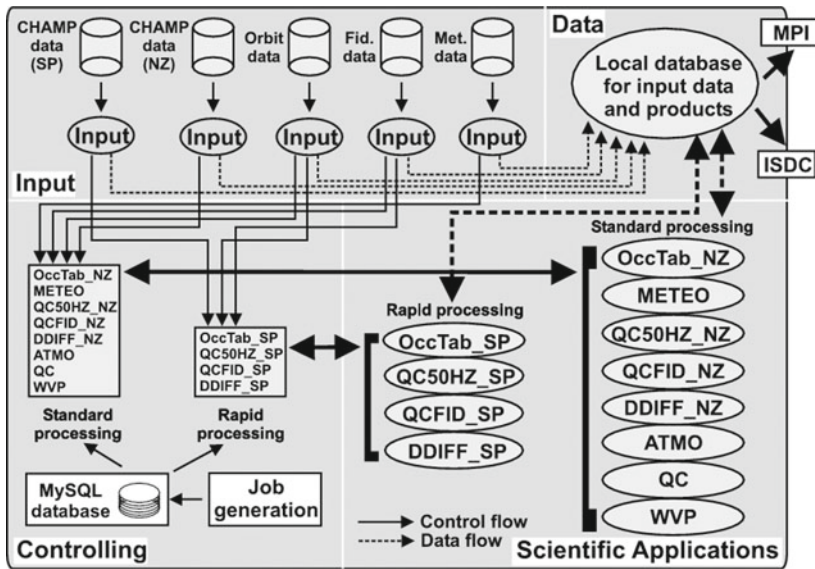 CHAMP
data
(SP)
CHAMP
data
(NZ)
Orbit
data
Fid.
data
Met.
data
Input
Input
Input
Input
Input
Input
Data
Local database
for input data
and products
MPI
ISDC
OccTab_NZ
METEO
QC50HZ_NZ
QCFID_NZ
DDIFF_NZ
ATMO
QC
WVP
Standard
processing
OccTab_SP
QC50HZ_SP
QCFID_SP
DDIFF_SP
Rapid
processing
MySQL
database
Job
generation
Controlling
Rapid processing
OccTab_SP
QC50HZ_SP
QCFID_SP
DDIFF_SP
Standard processing
OccTab_NZ
METEO
QC50HZ_NZ
QCFID_NZ
DDIFF_NZ
ATMO
QC
WVP
Control flow
Data flow
Scientific Applications